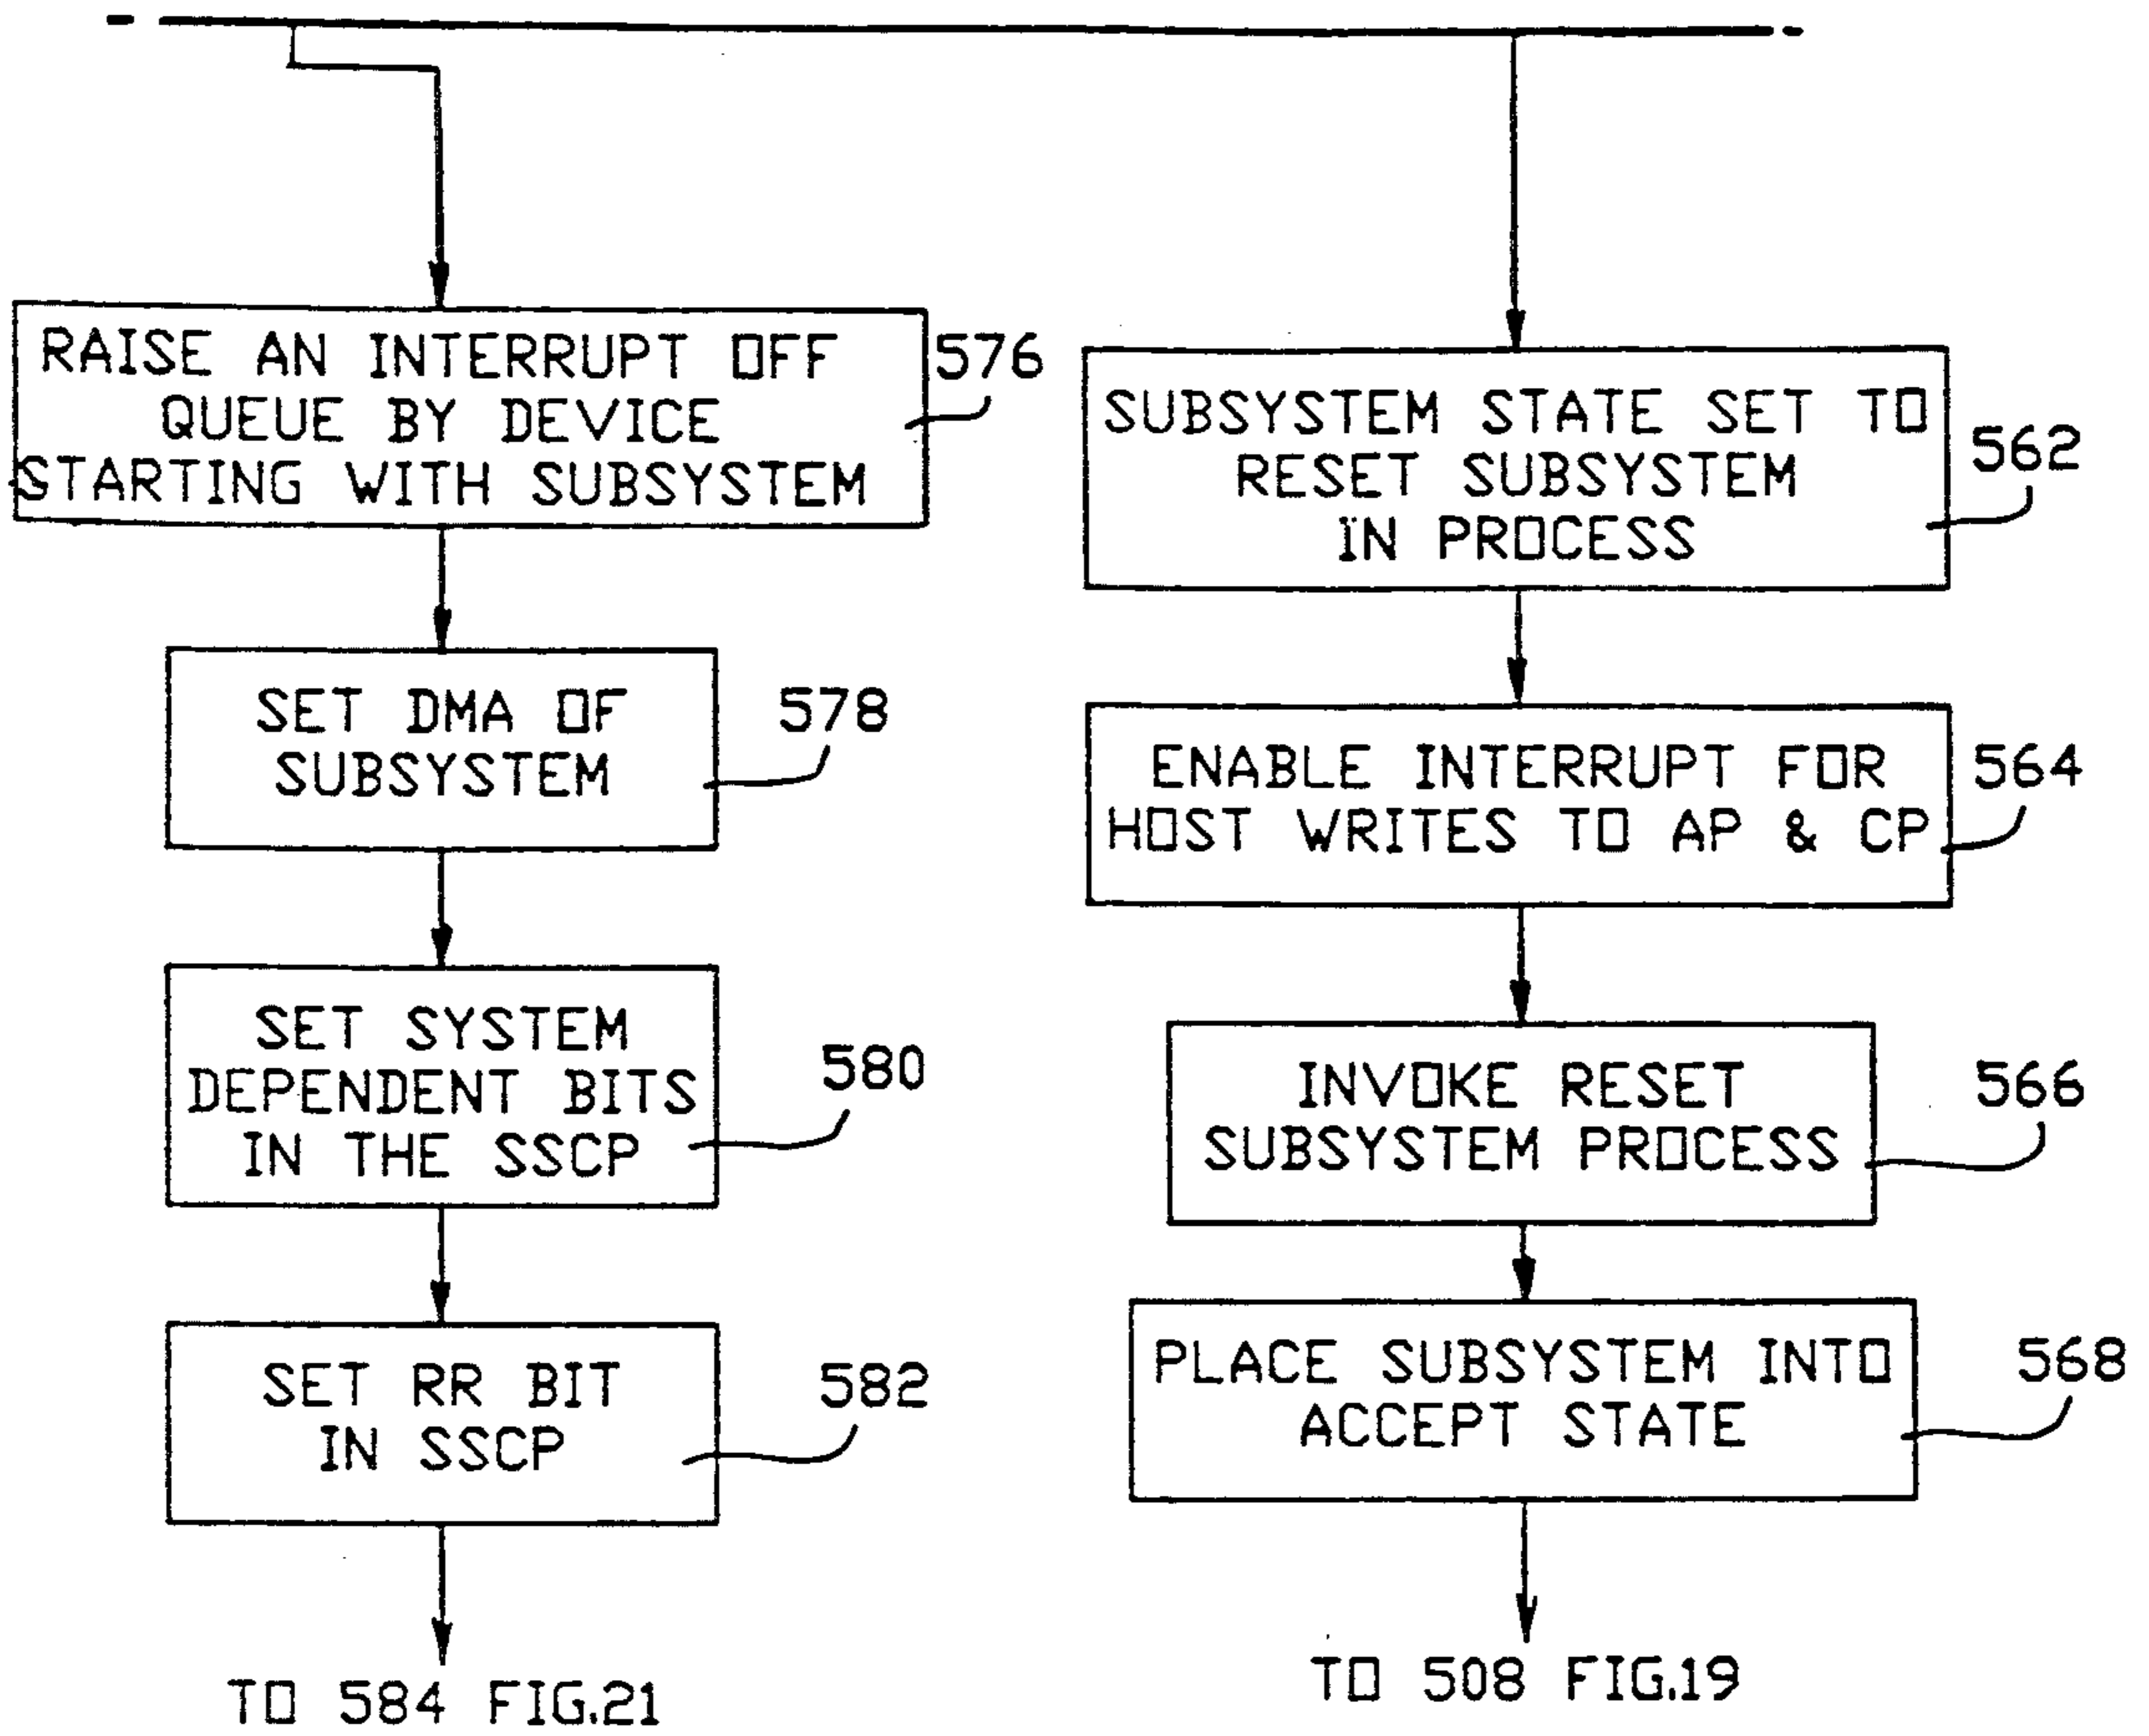 RAISE AN INTERRUPT OFF
QUEUE BY DEVICE
STARTING WITH SUBSYSTEM
576
SET DMA OF
SUBSYSTEM
578
SET SYSTEM
DEPENDENT BITS
IN THE SSCP
580
SET RR BIT
IN SSCP
582
TO 584 FIG.21
SUBSYSTEM STATE SET TO
RESET SUBSYSTEM
IN PROCESS
562
ENABLE INTERRUPT FOR
HOST WRITES TO AP & CP
564
INVOKE RESET
SUBSYSTEM PROCESS
566
PLACE SUBSYSTEM INTO
ACCEPT STATE
568
TO 508 FIG.19